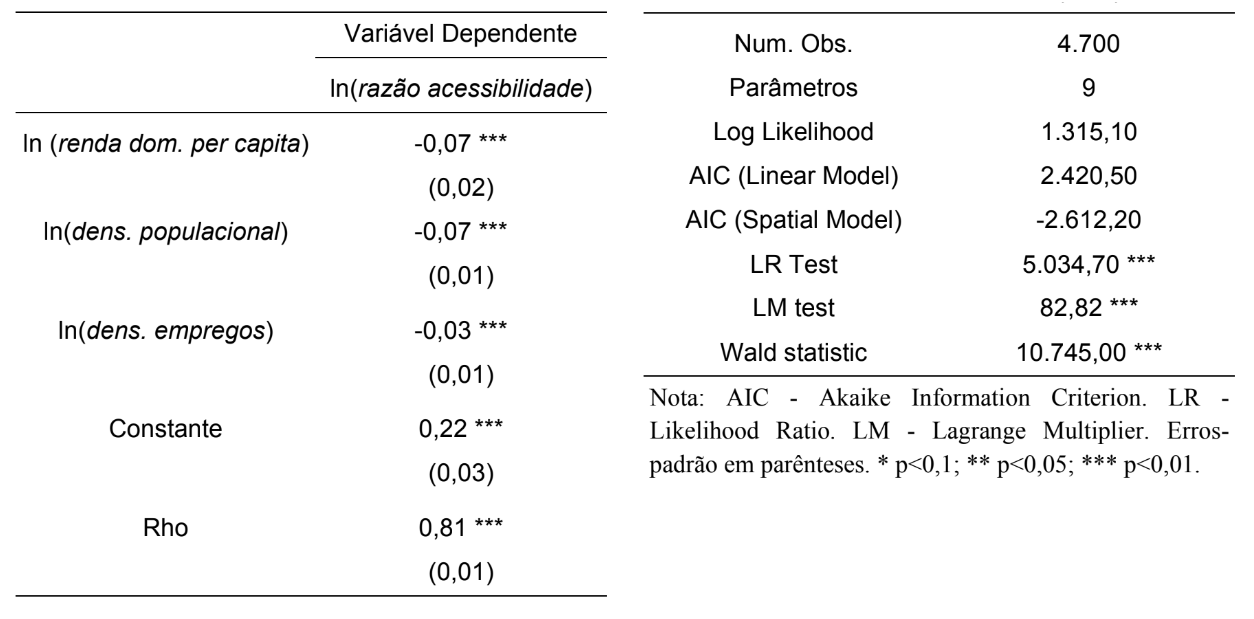 Variável Dependente
ln(razão acessibilidade)
ln (renda dom. per capita) -0,07 ***
(0,02)
ln(dens. populacional) -0,07 ***
(0,01)
ln(dens. empregos) -0,03 ***
(0,01)
Constante 0,22 ***
(0,03)
Rho 0,81 ***
(0,01)
Num. Obs. 4.700
Parâmetros 9
Log Likelihood 1.315,10
AIC (Linear Model) 2.420,50
AIC (Spatial Model) -2.612,20
LR Test 5.034,70 ***
LM test 82,82 ***
Wald statistic 10.745,00 ***
Nota: AIC - Akaike Information Criterion. LR -
Likelihood Ratio. LM - Lagrange Multiplier. Erros-
padrão em parênteses. * p<0,1; ** p<0,05; *** p<0,01.